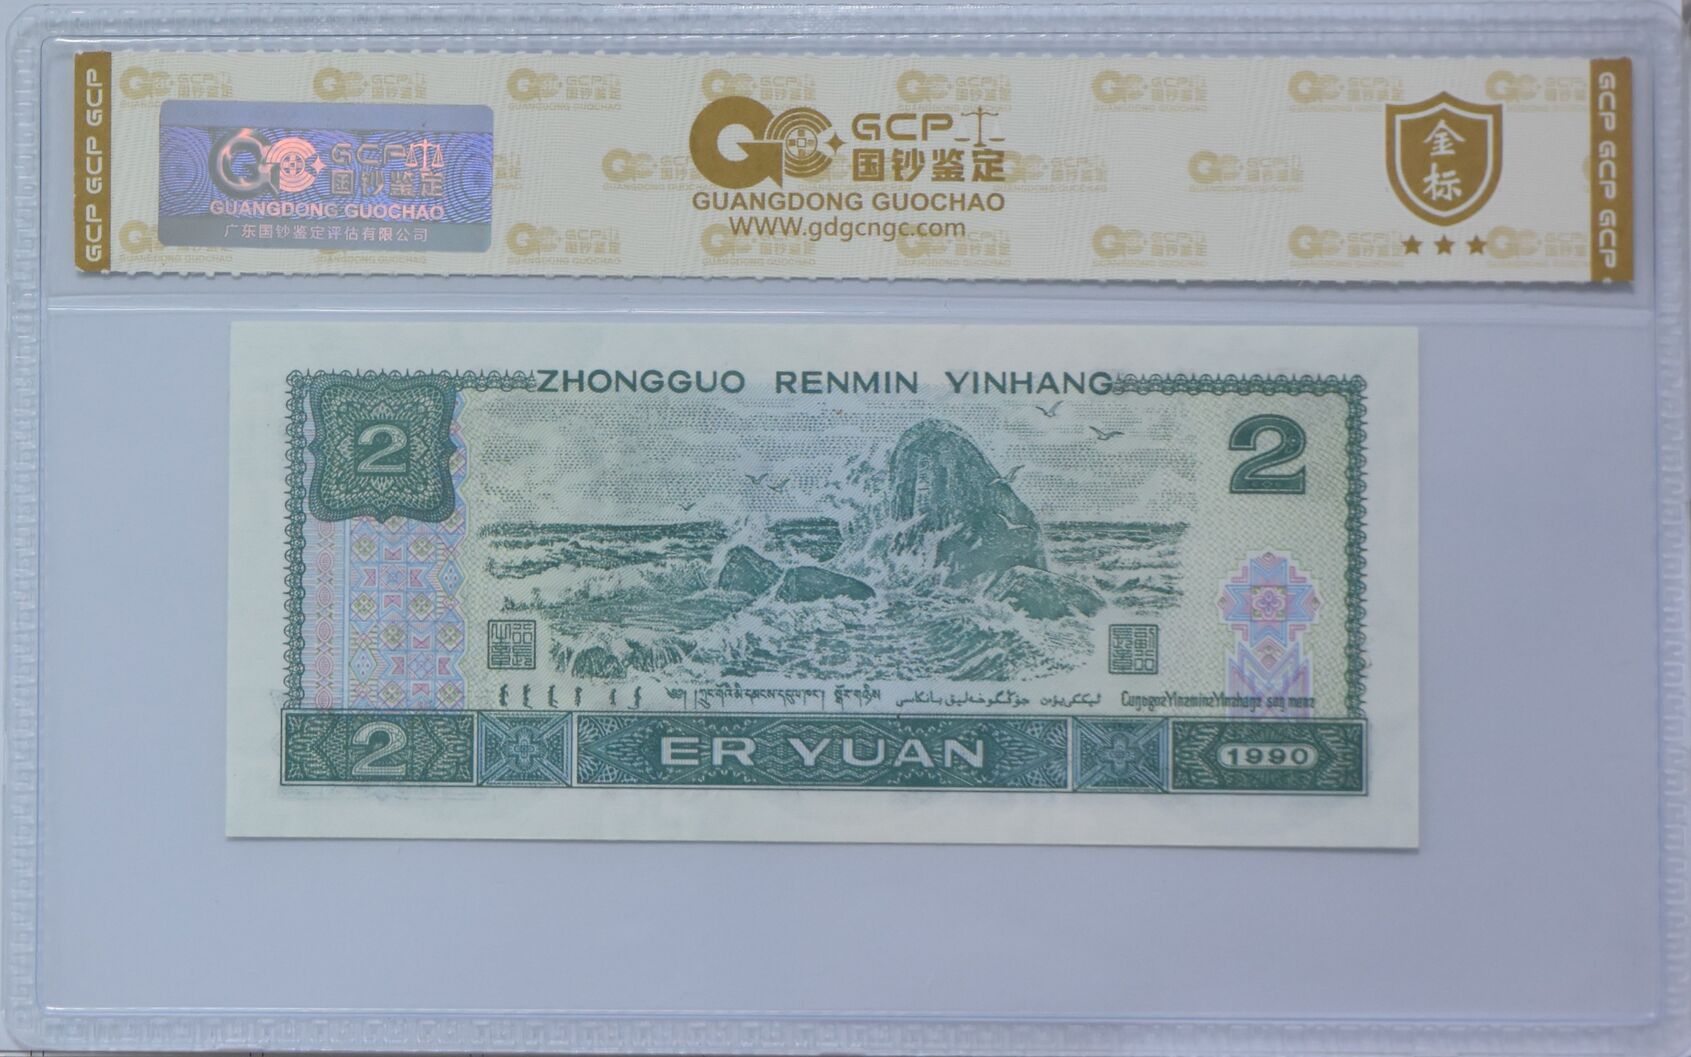 GCP GCP GCP
GCP
国钞鉴定
GUANGDONG GUOCHAO
广东国钞鉴定评估有限公司
GCP
国钞鉴定
GUANGDONG GUOCHAO
WWW.gdgcngc.com
金标
GCP GCP GCP
ZHONGGUO RENMIN YINHANG
2
2
2
ER YUAN
1990